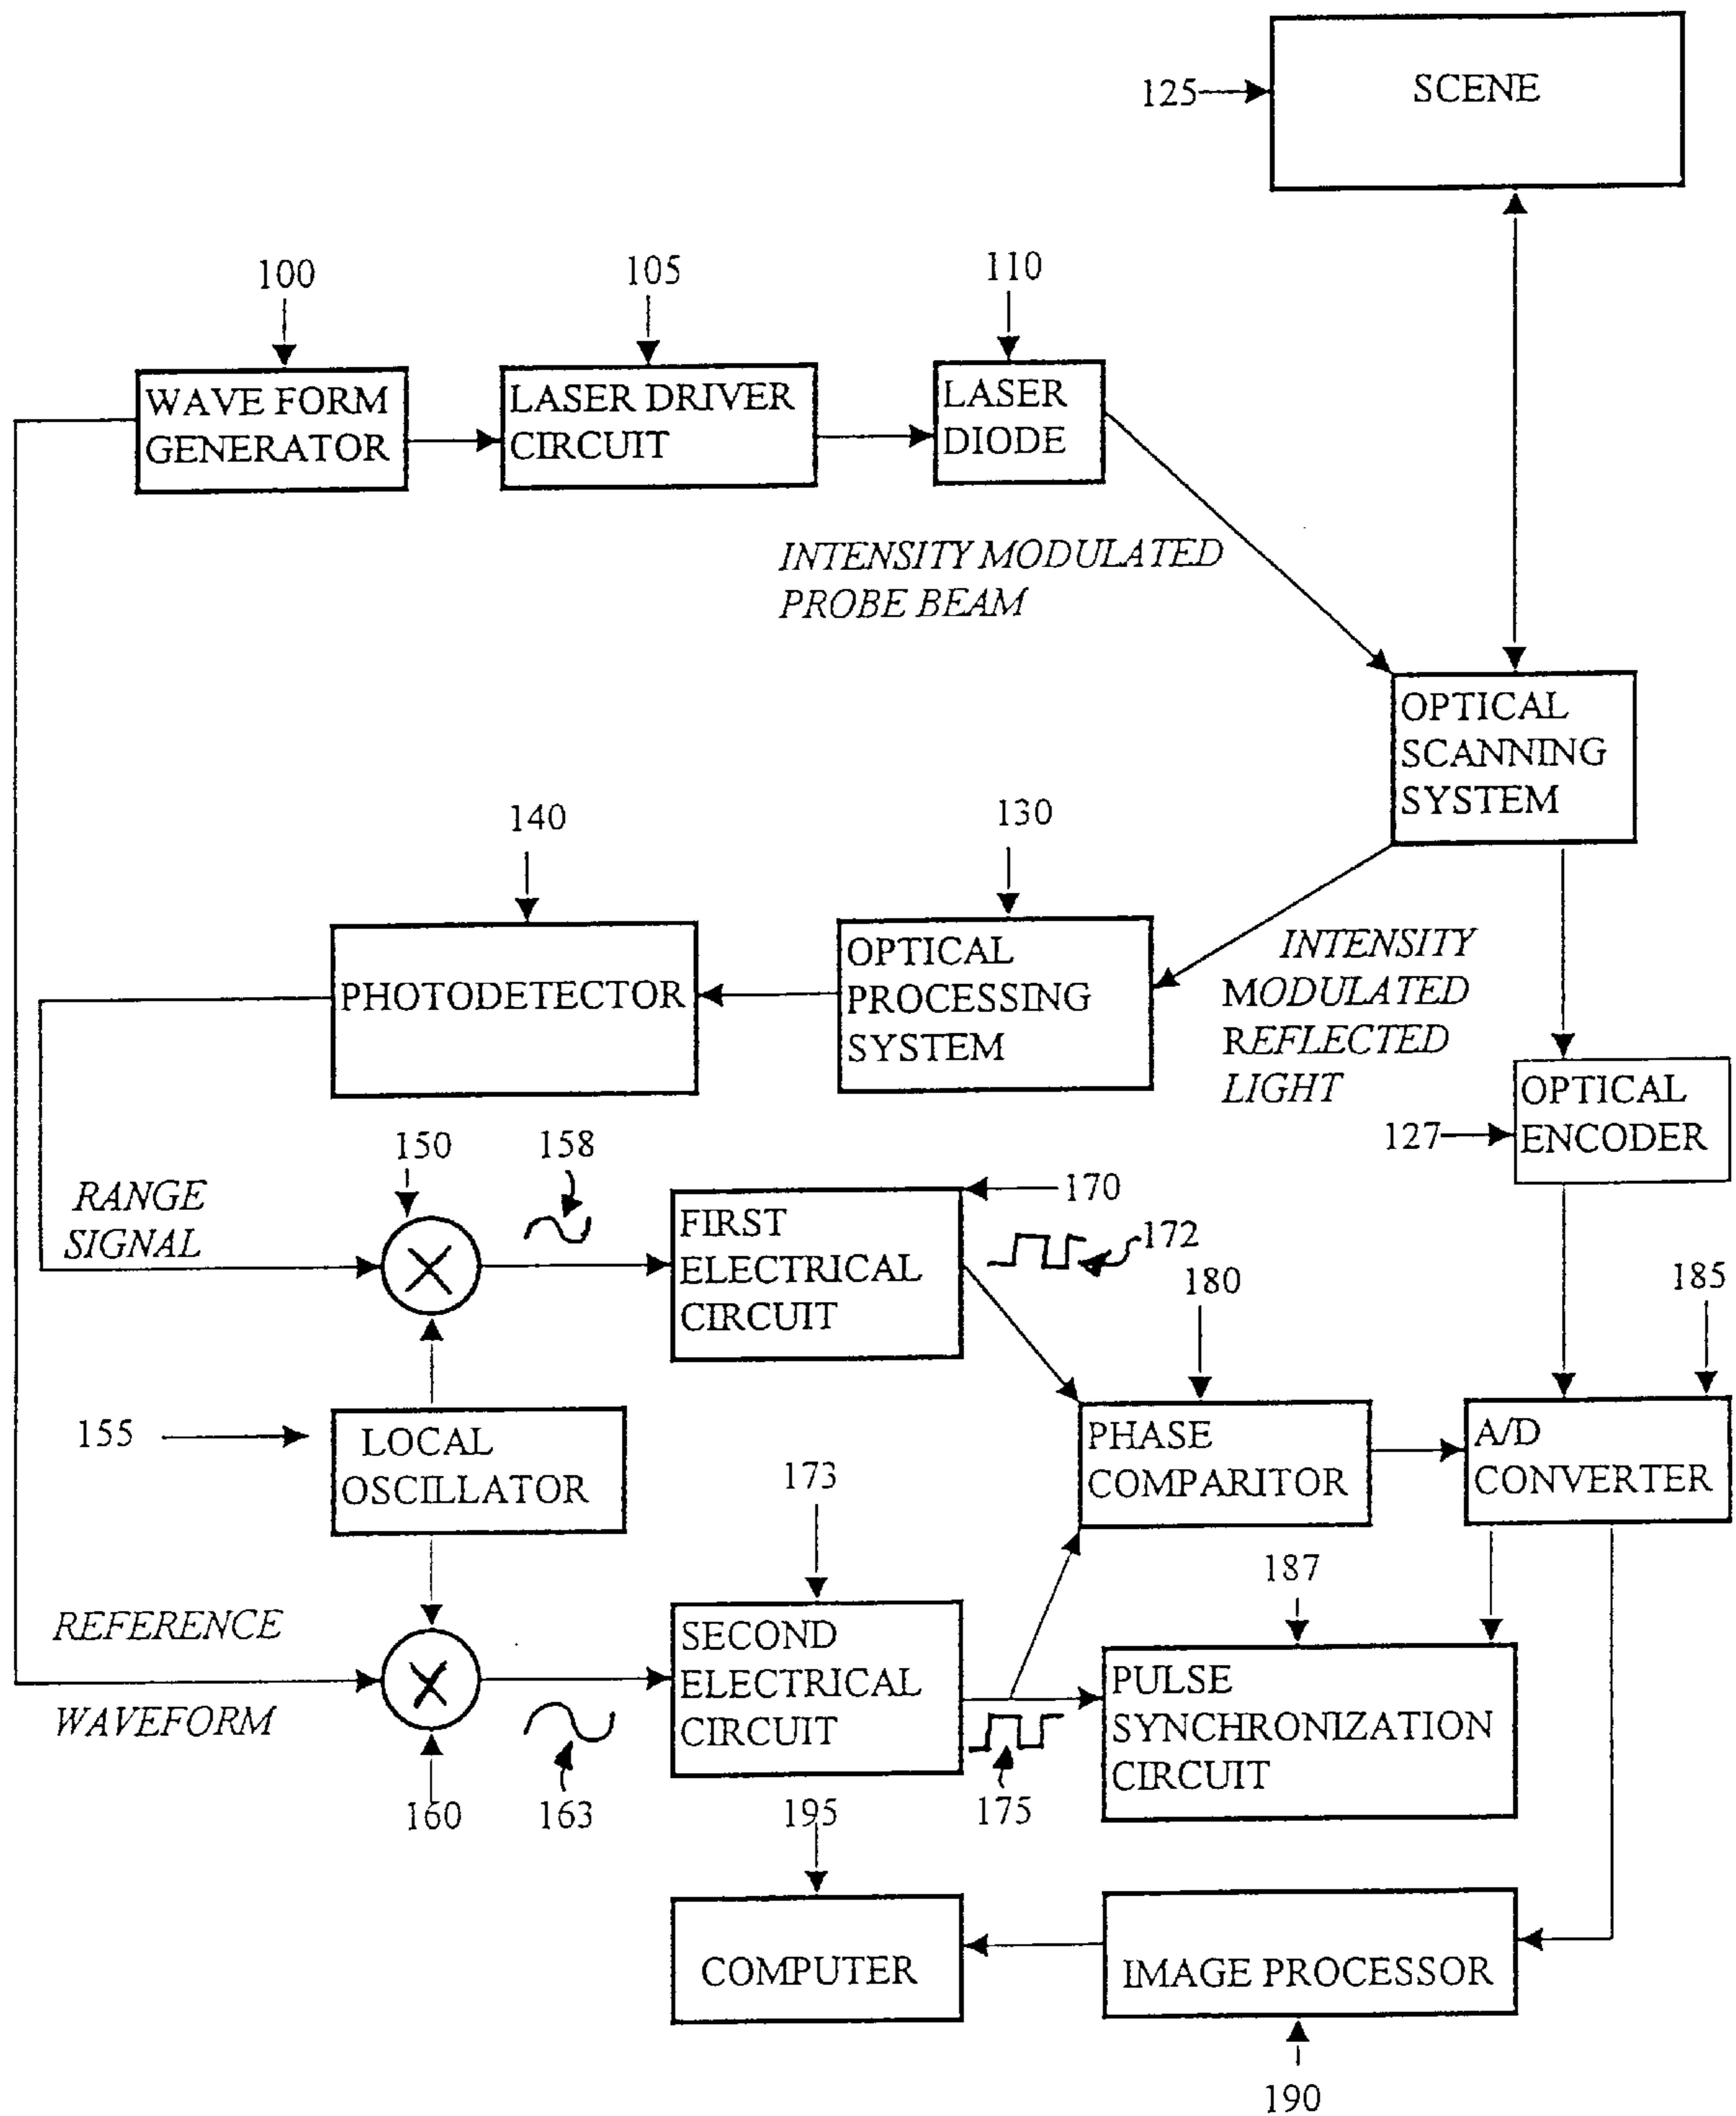 SCENE
125
100
105
110
WAVE FORM
GENERATOR
LASER DRIVER
CIRCUIT
LASER
DIODE
INTENSITY MODULATED
PROBE BEAM
OPTICAL
SCANNING
SYSTEM
140
130
PHOTODETECTOR
OPTICAL
PROCESSING
SYSTEM
INTENSITY
MODULATED
REFLECTED
LIGHT
OPTICAL
ENCODER
127
150
158
170
RANGE
SIGNAL
FIRST
ELECTRICAL
CIRCUIT
172
180
185
155
LOCAL
OSCILLATOR
PHASE
COMPARITOR
A/D
CONVERTER
173
187
REFERENCE
WAVEFORM
SECOND
ELECTRICAL
CIRCUIT
PULSE
SYNCHRONIZATION
CIRCUIT
160
163
195
175
COMPUTER
IMAGE PROCESSOR
190